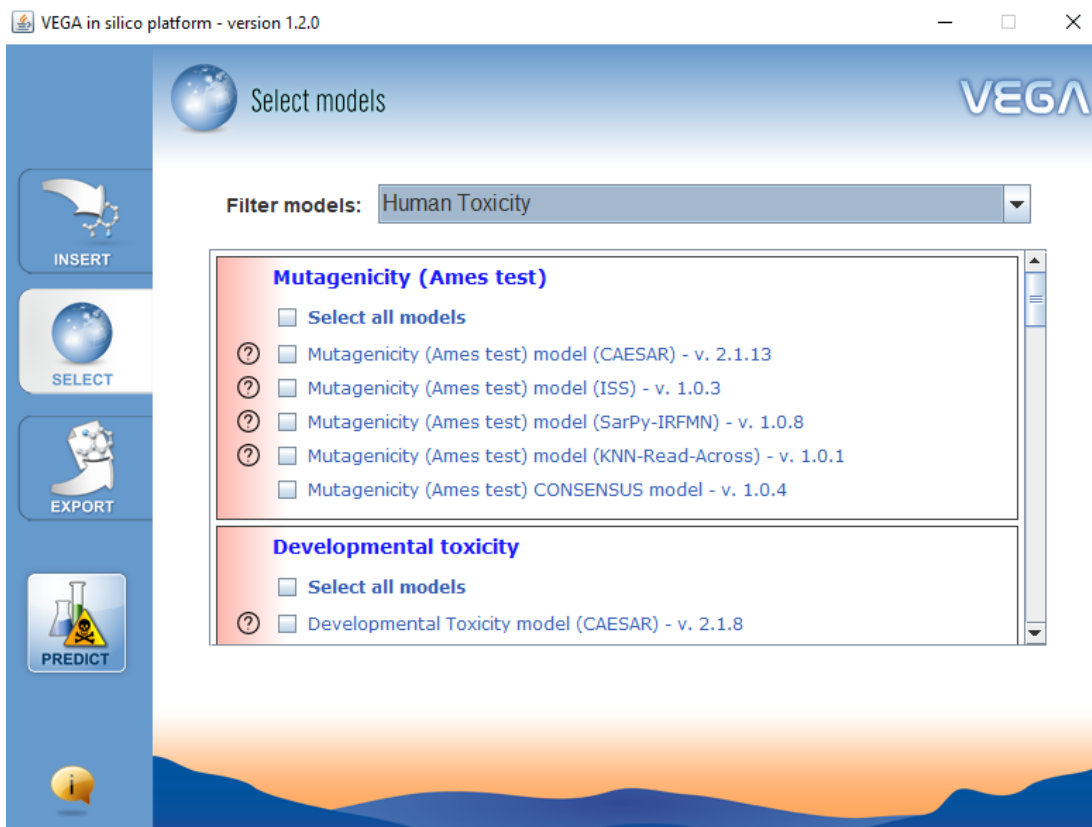 VEGA in silico platform - version 1.2.0
Select models
VEGA
Filter models: Human Toxicity
INSERT
SELECT
EXPORT
PREDICT
i
Mutagenicity (Ames test)
Select all models
? Mutagenicity (Ames test) model (CAESAR) - v. 2.1.13
? Mutagenicity (Ames test) model (ISS) - v. 1.0.3
? Mutagenicity (Ames test) model (SarPy-IRFMN) - v. 1.0.8
? Mutagenicity (Ames test) model (KNN-Read-Across) - v. 1.0.1
Mutagenicity (Ames test) CONSENSUS model - v. 1.0.4
Developmental toxicity
Select all models
? Developmental Toxicity model (CAESAR) - v. 2.1.8